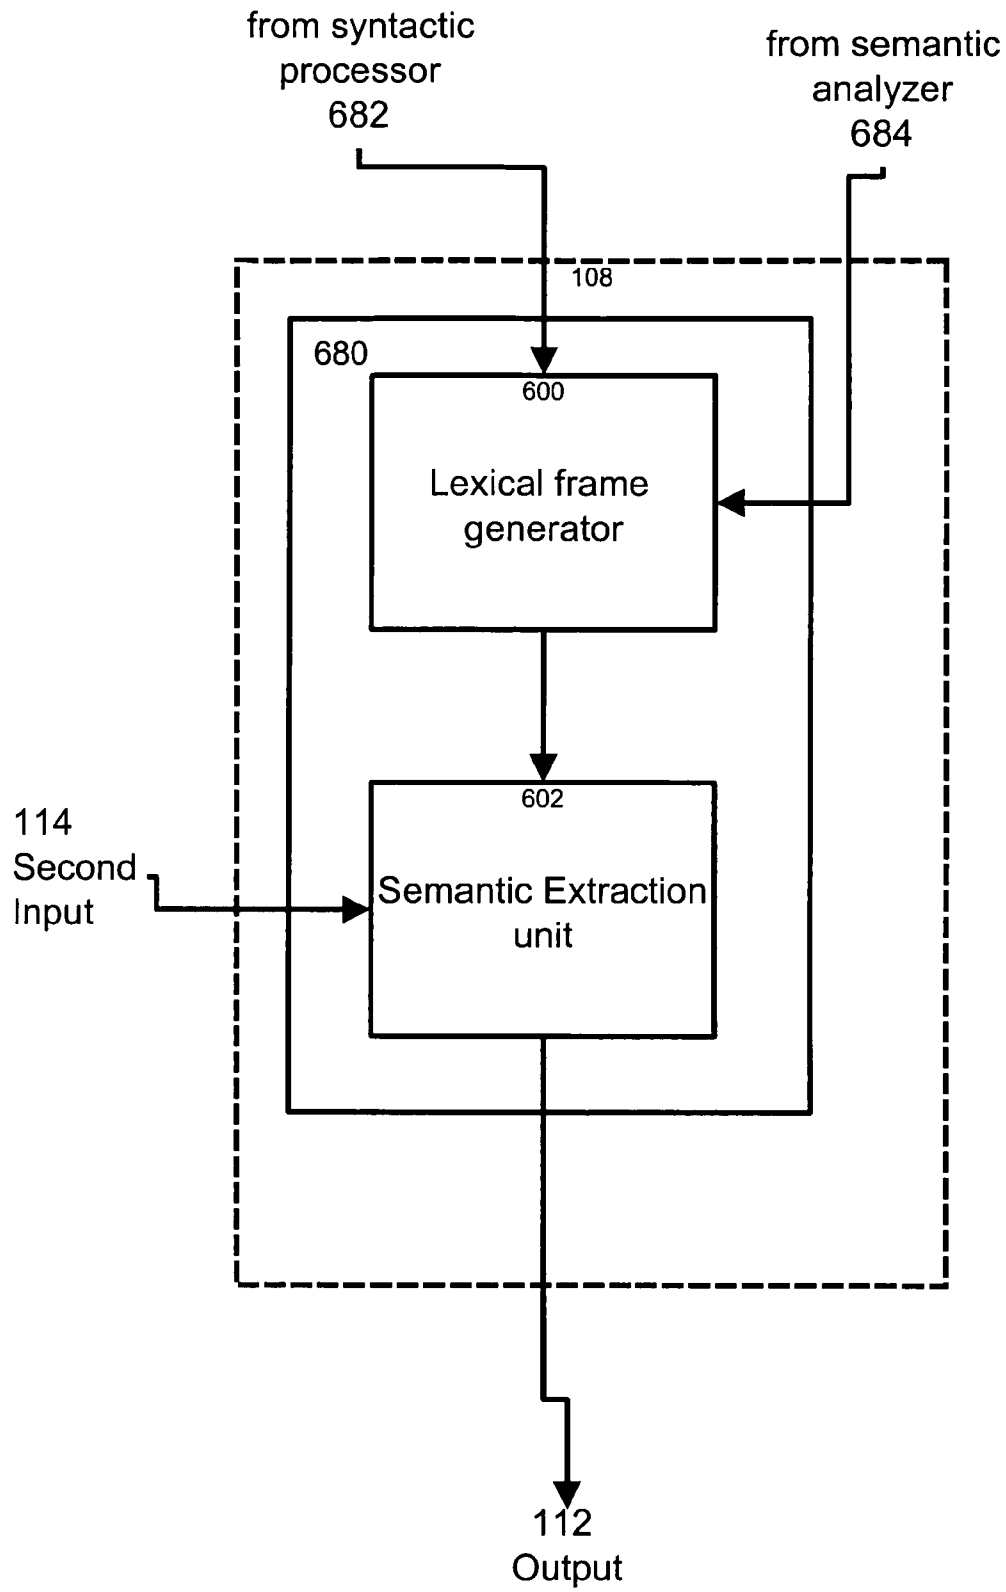 from syntactic
processor
682
from semantic
analyzer
684
108
680
600
Lexical frame
generator
602
114
Second
Input
Semantic Extraction
unit
112
Output